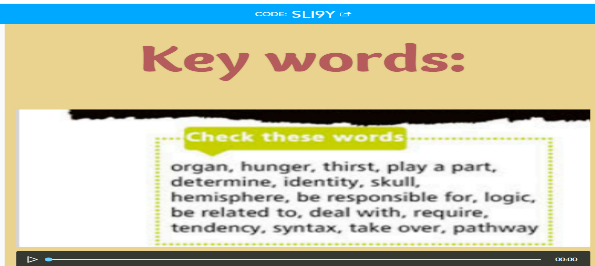 CODE: SLI9Y
Key words:
Check these words
organ, hunger, thirst, play a part,
determine, identity, skull,
hemisphere, be responsible for, logic,
be related to, deal with, require,
tendency, syntax, take over, pathway
00:00